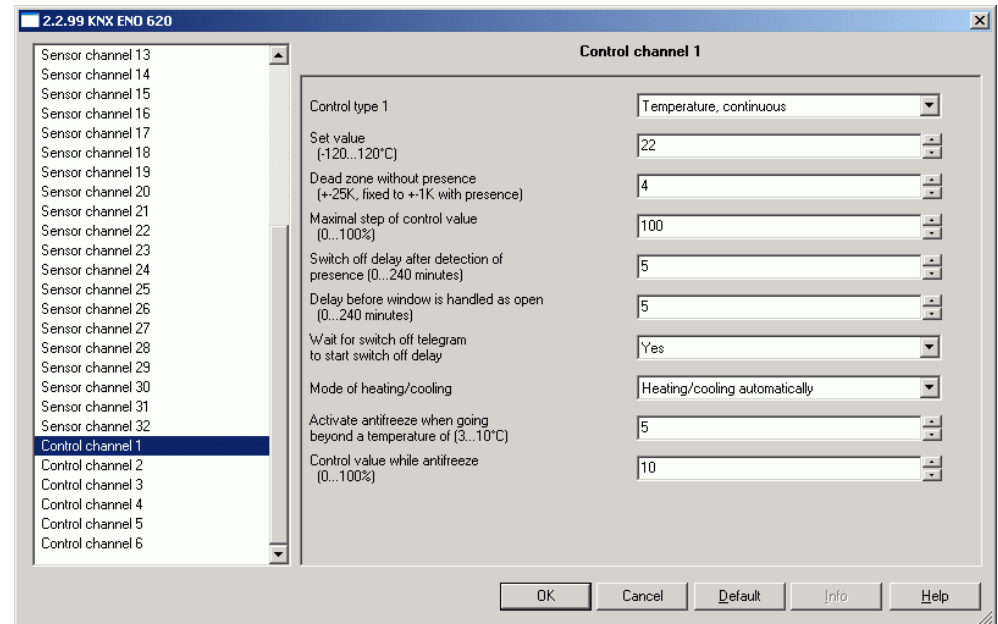 2.2.99 KNX ENO 620
Sensor channel 13
Sensor channel 14
Sensor channel 15
Sensor channel 16
Sensor channel 17
Sensor channel 18
Sensor channel 19
Sensor channel 20
Sensor channel 21
Sensor channel 22
Sensor channel 23
Sensor channel 24
Sensor channel 25
Sensor channel 26
Sensor channel 27
Sensor channel 28
Sensor channel 29
Sensor channel 30
Sensor channel 31
Sensor channel 32
Control channel 1
Control channel 2
Control channel 3
Control channel 4
Control channel 5
Control channel 6
Control channel 1
Control type 1
Temperature, continuous
Set value
(-120...120°C)
22
Dead zone without presence
(+-25K, fixed to +-1K with presence)
4
Maximal step of control value
(0...100%)
100
Switch off delay after detection of
presence (0...240 minutes)
5
Delay before window is handled as open
(0...240 minutes)
5
Wait for switch off telegram
to start switch off delay
Yes
Mode of heating/cooling
Heating/cooling automatically
Activate antifreeze when going
beyond a temperature of (3...10°C)
5
Control value while antifreeze
(0...100%)
10
OK
Cancel
Default
Info
Help